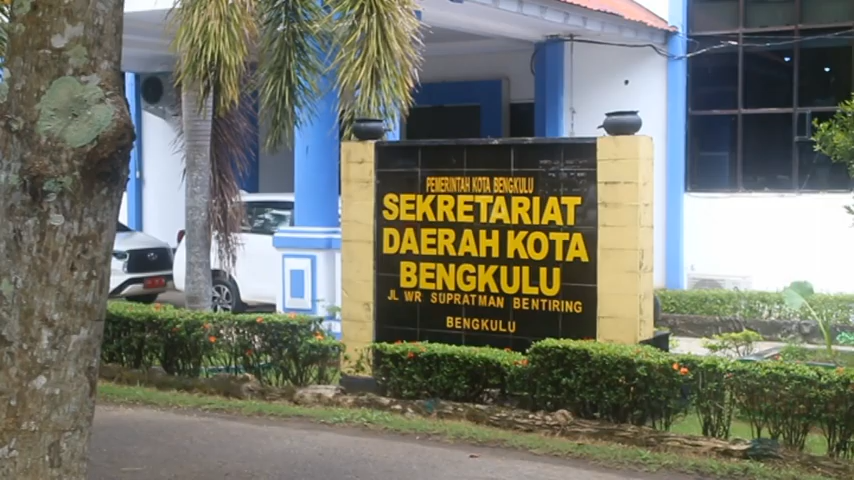 PEMERINTAH KOTA BENGKULU
SEKRETARIAT
DAERAH KOTA
BENGKULU
JL WR SUPRATMAN BENTIRING
BENGKULU